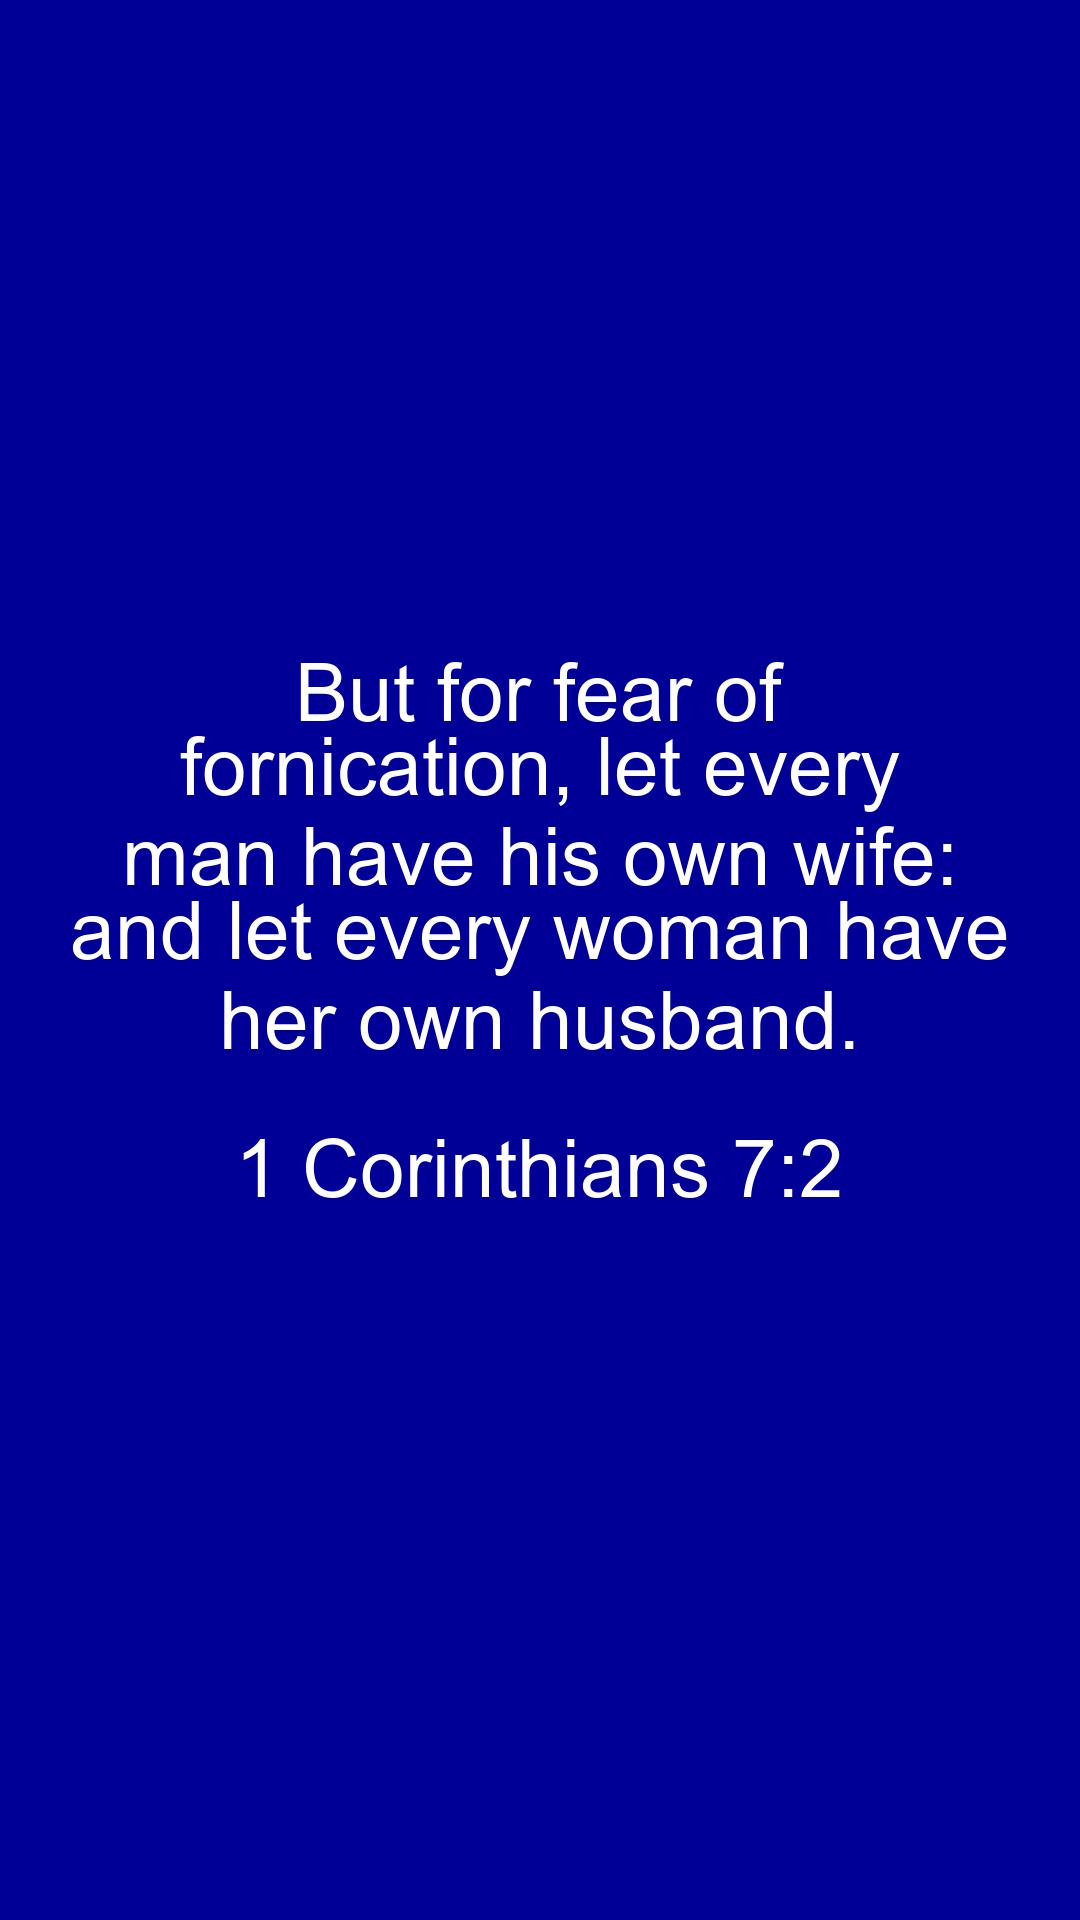 But for fear of
fornication, let every
man have his own wife:
and let every woman have
her own husband.
1 Corinthians 7:2